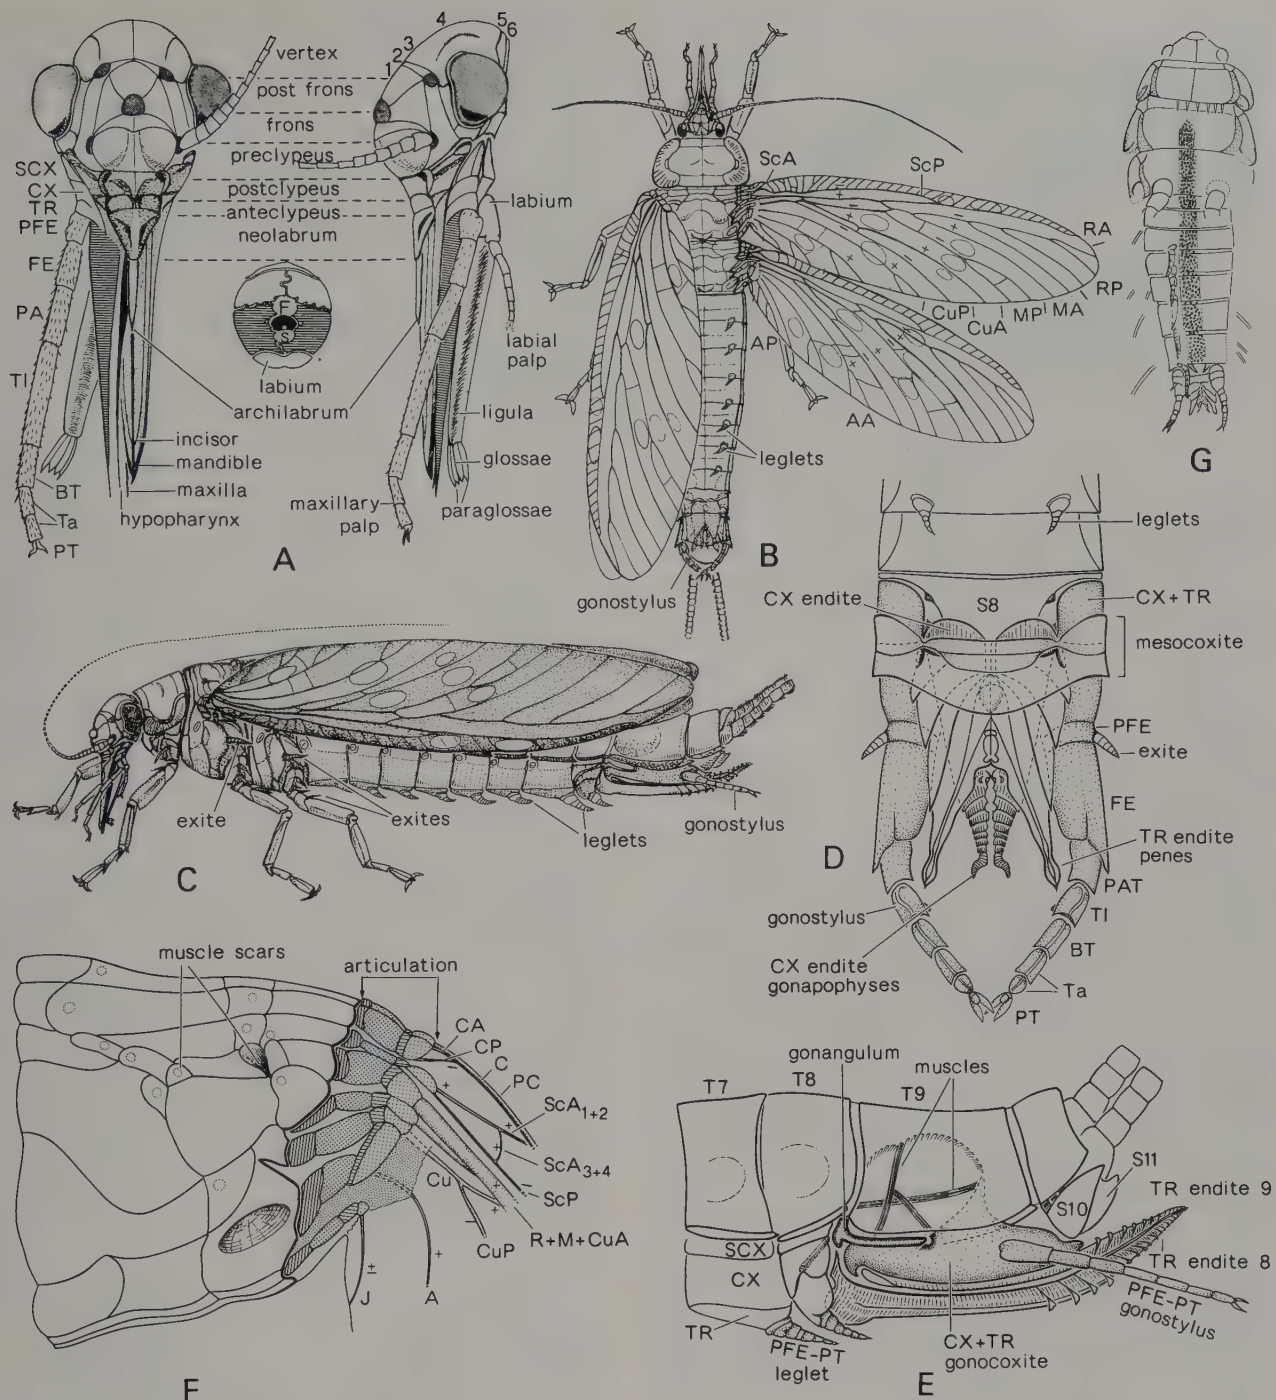 4
5
6
3
2
1
vertex
post frons
frons
preclypeus
SCX
CX
TR
PFE
FE
PA
TI
BT
Ta
PT
postclypeus
anteclypeus
neolabrum
F
S
labium
archilabrum
incisor
mandible
maxilla
hypopharynx
A
labium
labial
palp
ligula
glossae
paraglossae
maxillary
palp
B
ScA
ScP
RA
RP
MA
MP
CuA
CuP
AP
AA
leglets
gonostylus
G
leglets
CX endite
S8
CX+TR
mesocoxite
PFE
exite
FE
TR endite
penes
PAT
TI
BT
Ta
PT
gonostylus
CX endite
gonapophyses
D
exite
exites
leglets
gonostylus
C
muscle scars
articulation
CA
CP
C
PC
ScA1+2
ScA3+4
ScP
R+M+CuA
Cu
CuP
A
J
+
−
+
+
−
+
−
+
±
F
gonangulum
muscles
T7
T8
T9
S11
S10
TR endite 9
TR endite 8
SCX
CX
TR
PFE-PT
leglet
CX+TR
gonocoxite
PFE-PT
gonostylus
E